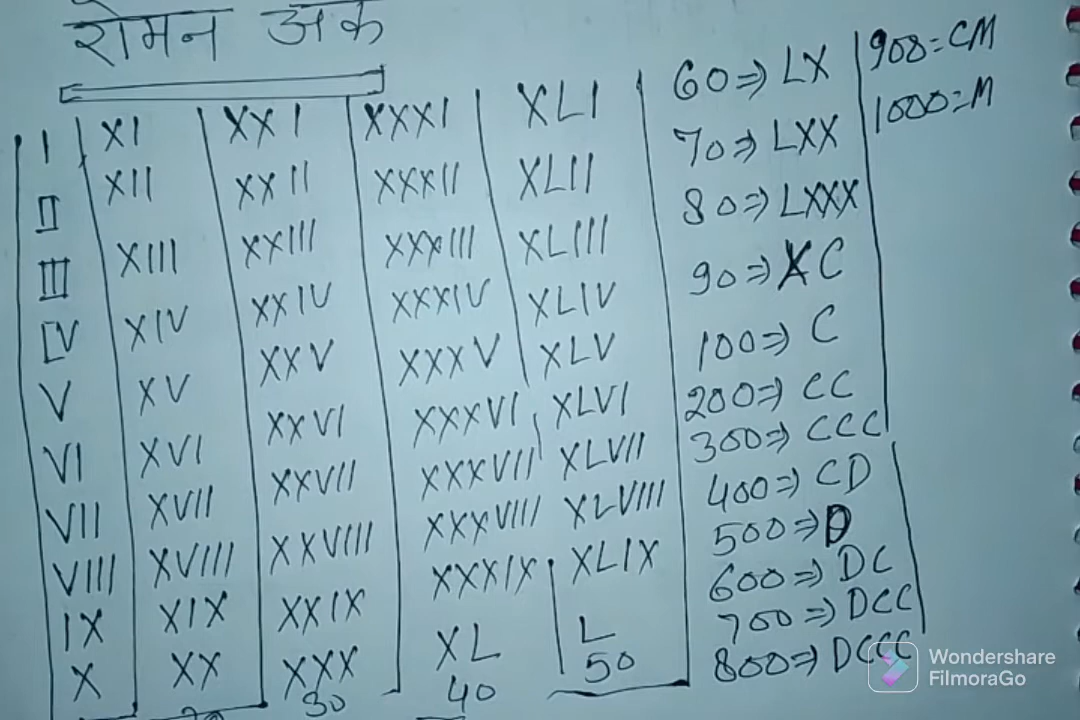 रोमन अंक
I XI XXI XXXI XLI 60⇒LX 900=CM
II XII XXII XXXII XLII 70⇒LXX 1000=M
III XIII XXIII XXXIII XLIII 80⇒LXXX
IV XIV XXIV XXXIV XLIV 90⇒XC
V XV XXV XXXV XLV 100⇒C
VI XVI XXVI XXXVI XLVI 200⇒CC
VII XVII XXVII XXXVII XLVII 300⇒CCC
VIII XVIII XXVIII XXXVIII XLVIII 400⇒CD
IX XIX XXIX XXXIX XLIX 500⇒D
X XX XXX XL L 600⇒DC
30 40 50 700⇒DCC
800⇒DCCC
Wondershare
FilmoraGo